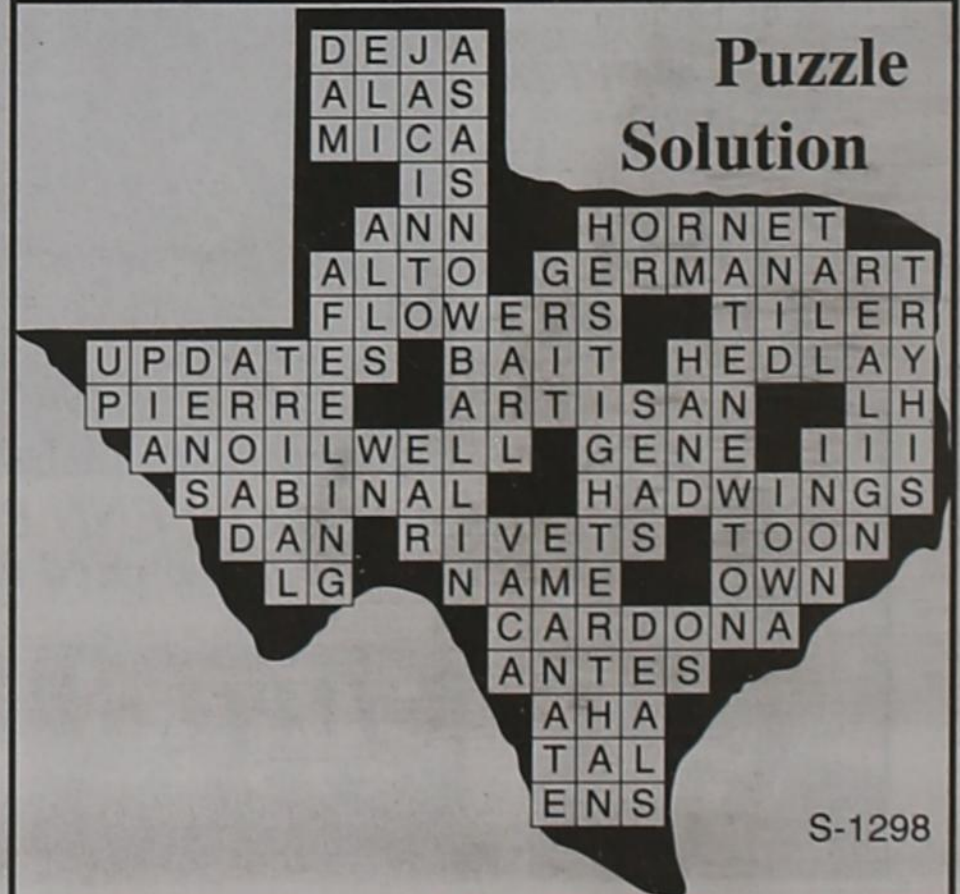 Puzzle
Solution
DEJA
ALAS
MICA
IS
ANN HORNET
ALTO GERMANART
FLOWERS TILER
UPDATES BAIT HEDLAY
PIERRE ARTISAN LH
ANOILWELL GENE III
SABINAL HADWINGS
DAN RIVETS TOON
LG NAME OWN
CARDONA
ANTES
AHA
TAL
ENS
S-1298